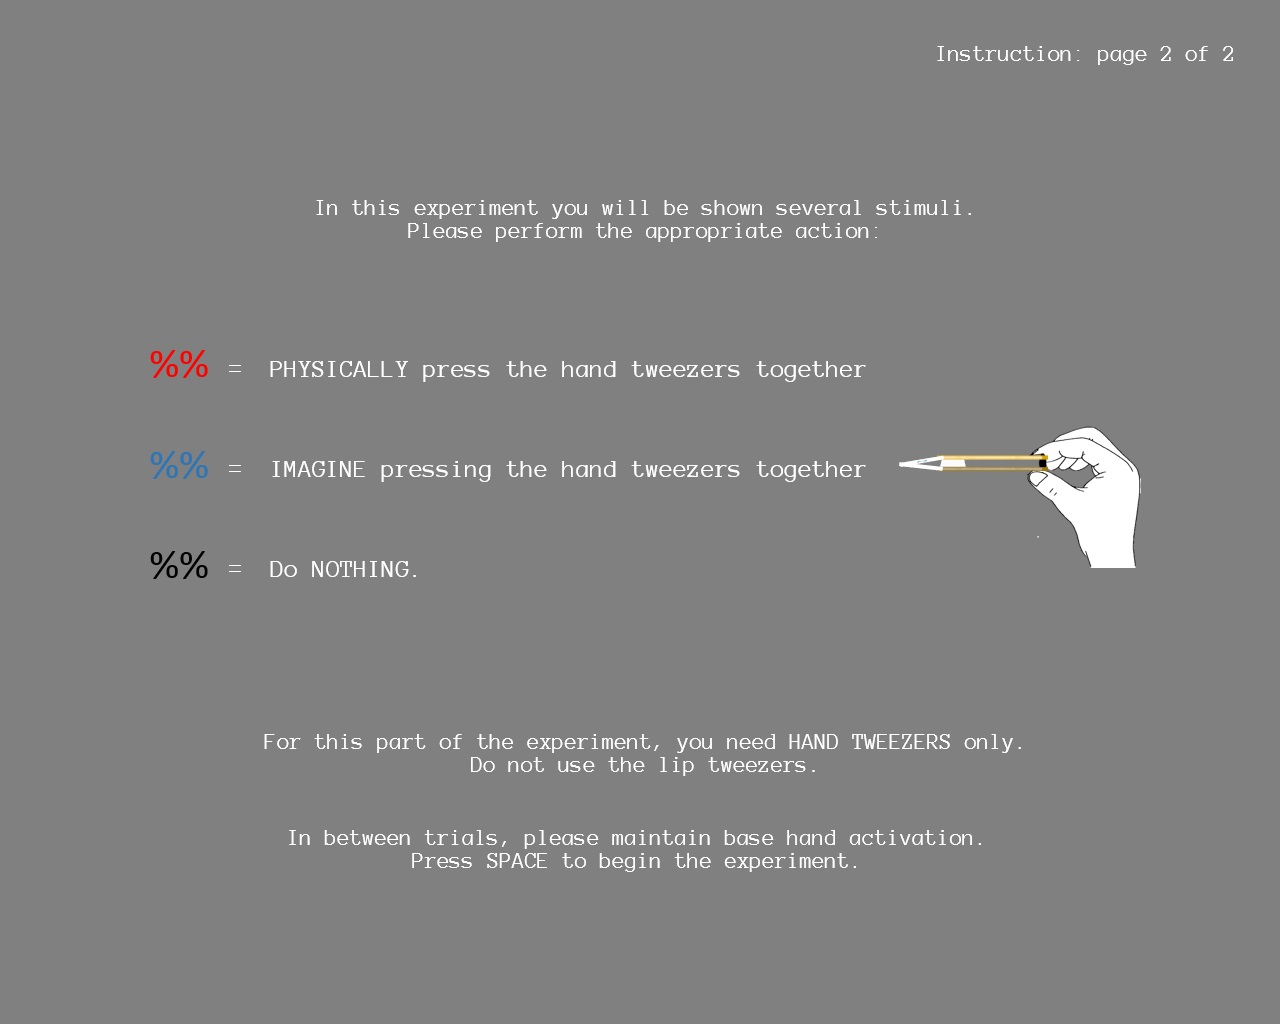 Instruction: page 2 of 2
In this experiment you will be shown several stimuli.
Please perform the appropriate action:
%% = PHYSICALLY press the hand tweezers together
%% = IMAGINE pressing the hand tweezers together
%% = Do NOTHING.
For this part of the experiment, you need HAND TWEEZERS only.
Do not use the lip tweezers.
In between trials, please maintain base hand activation.
Press SPACE to begin the experiment.